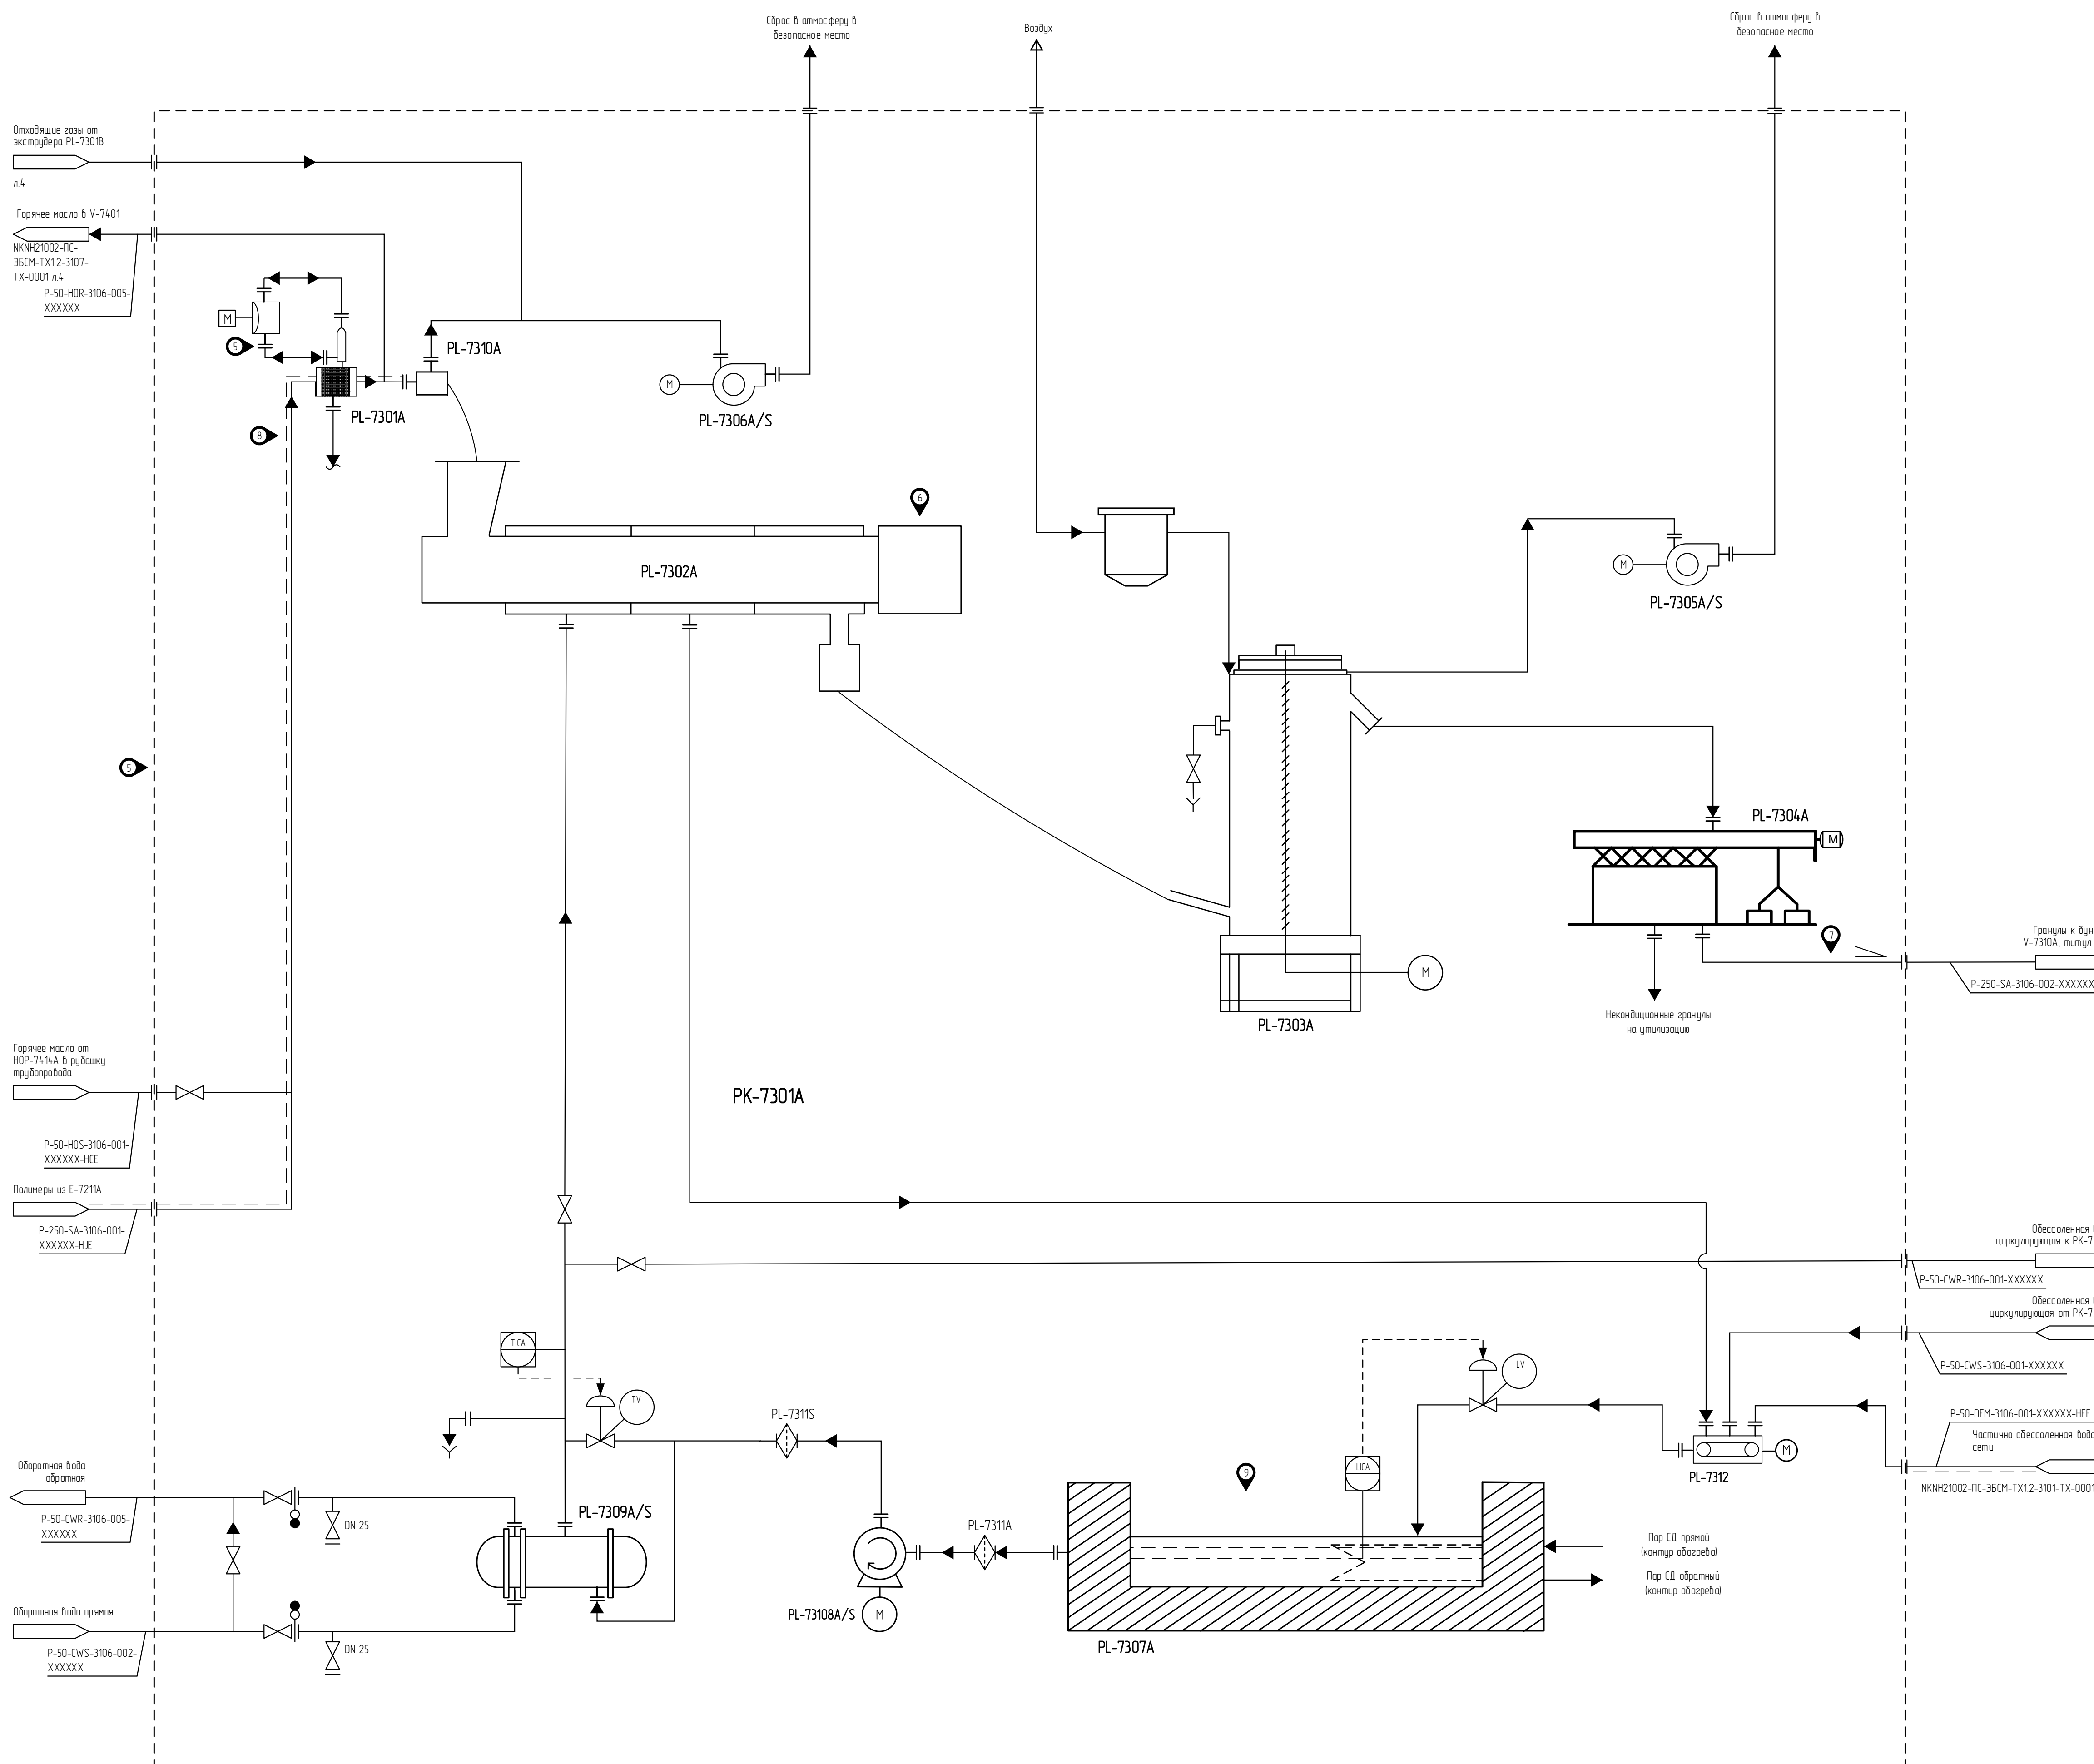 Сброс в атмосферу в
безопасное место
Воздух
Сброс в атмосферу в
безопасное место
Отходящие газы от
экструдера PL-7301B
л.4
Горячее масло в V-7401
NKNH21002-ПС-
ЭБСМ-ТХ1.2-3107-
ТХ-0001 л.4
P-50-HOR-3106-005-
XXXXXX
M
5
PL-7310A
PL-7301A
8
M
PL-7306A/S
6
PL-7302A
M
PL-7305A/S
5
PL-7304A
M
7
Гранулы к
V-7310A, титул
P-250-SA-3106-002-XXXXXX
M
PL-7303A
Некондиционные гранулы
на утилизацию
Горячее масло от
HOP-7414A в рубашку
трубопровода
PK-7301A
P-50-HOS-3106-001-
XXXXXX-HCE
Полимеры из E-7211A
P-250-SA-3106-001-
XXXXXX-HJE
Обессоленная
циркулирующая к PK-7
P-50-CWR-3106-001-XXXXXX
Обессоленная
циркулирующая от PK-7
P-50-CWS-3106-001-XXXXXX
TICA
TV
LV
PL-7311S
P-50-DEM-3106-001-XXXXXX-HEE
Частично обессоленная вода
сети
M
PL-7312
NKNH21002-ПС-ЭБСМ-ТХ1.2-3101-ТХ-0001
LICA
9
Оборотная вода
обратная
P-50-CWR-3106-005-
XXXXXX
DN 25
PL-7309A/S
PL-7311A
Пар СД прямой
(контур обогрева)
Пар СД обратный
(контур обогрева)
Оборотная вода прямая
PL-73108A/S
M
P-50-CWS-3106-002-
XXXXXX
DN 25
PL-7307A